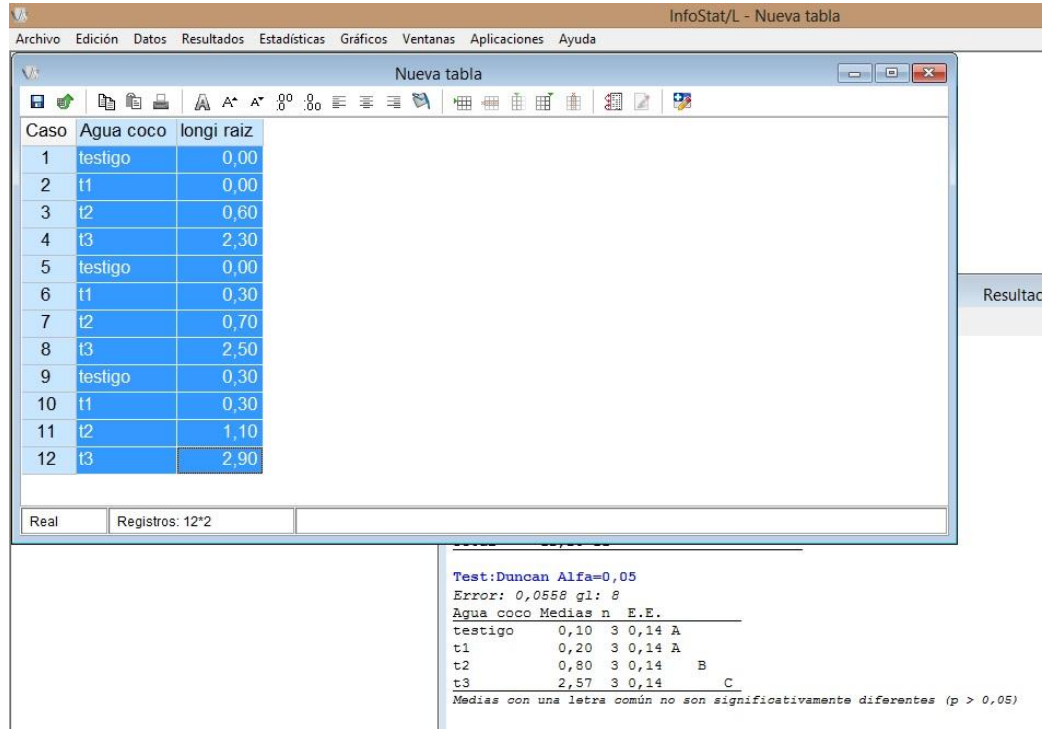 InfoStat/L - Nueva tabla
Archivo Edición Datos Resultados Estadísticas Gráficos Ventanas Aplicaciones Ayuda
Nueva tabla
Caso Agua coco longi raiz
1 testigo 0,00
2 t1 0,00
3 t2 0,60
4 t3 2,30
5 testigo 0,00
6 t1 0,30
7 t2 0,70
8 t3 2,50
9 testigo 0,30
10 t1 0,30
11 t2 1,10
12 t3 2,90
Real Registros: 12*2
Resultac
Test:Duncan Alfa=0,05
Error: 0,0558 gl: 8
Agua coco Medias n E.E.
testigo 0,10 3 0,14 A
t1 0,20 3 0,14 A
t2 0,80 3 0,14 B
t3 2,57 3 0,14 C
Medias con una letra común no son significativamente diferentes (p > 0,05)